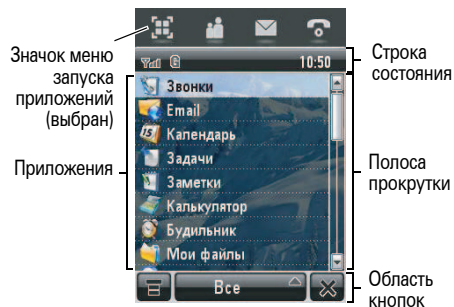 Значок меню
запуска
приложений
(выбран)
Приложения
10:50
Звонки
Email
Календарь
Задачи
Заметки
Калькулятор
Будильник
Мои файлы
Все
Строка
состояния
Полоса
прокрутки
Область
кнопок